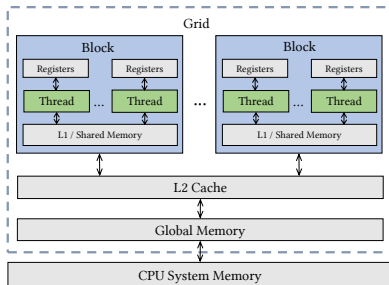 Grid
Block Block
Registers Registers Registers Registers
Thread ... Thread ... Thread ... Thread
L1 / Shared Memory L1 / Shared Memory
L2 Cache
Global Memory
CPU System Memory